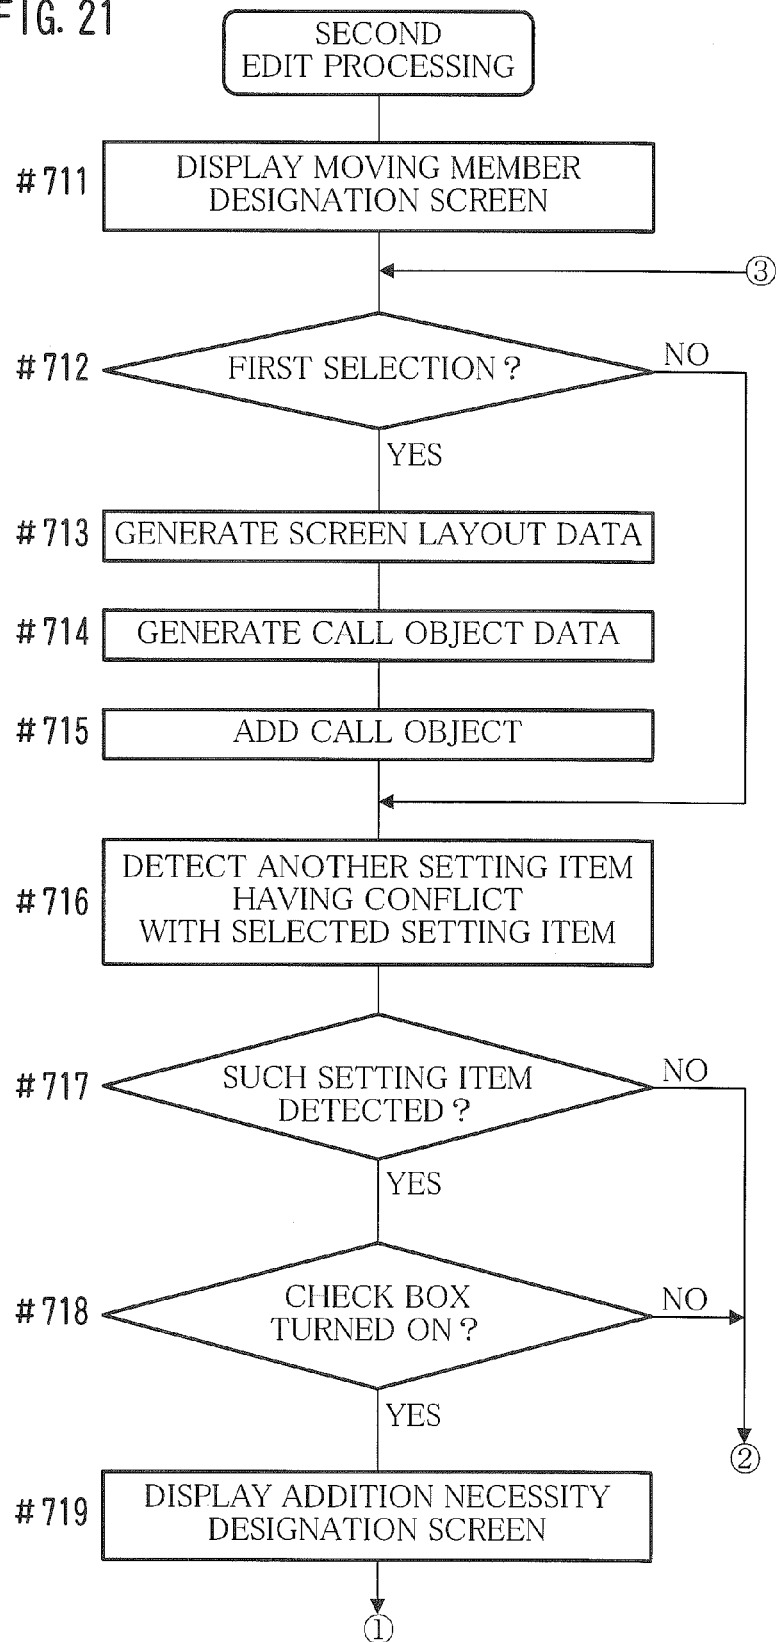 FIG. 21
SECOND
EDIT PROCESSING
#711
DISPLAY MOVING MEMBER
DESIGNATION SCREEN
③
#712
FIRST SELECTION?
NO
YES
#713
GENERATE SCREEN LAYOUT DATA
#714
GENERATE CALL OBJECT DATA
#715
ADD CALL OBJECT
#716
DETECT ANOTHER SETTING ITEM
HAVING CONFLICT
WITH SELECTED SETTING ITEM
#717
SUCH SETTING ITEM
DETECTED?
NO
YES
#718
CHECK BOX
TURNED ON?
NO
YES
②
#719
DISPLAY ADDITION NECESSITY
DESIGNATION SCREEN
①